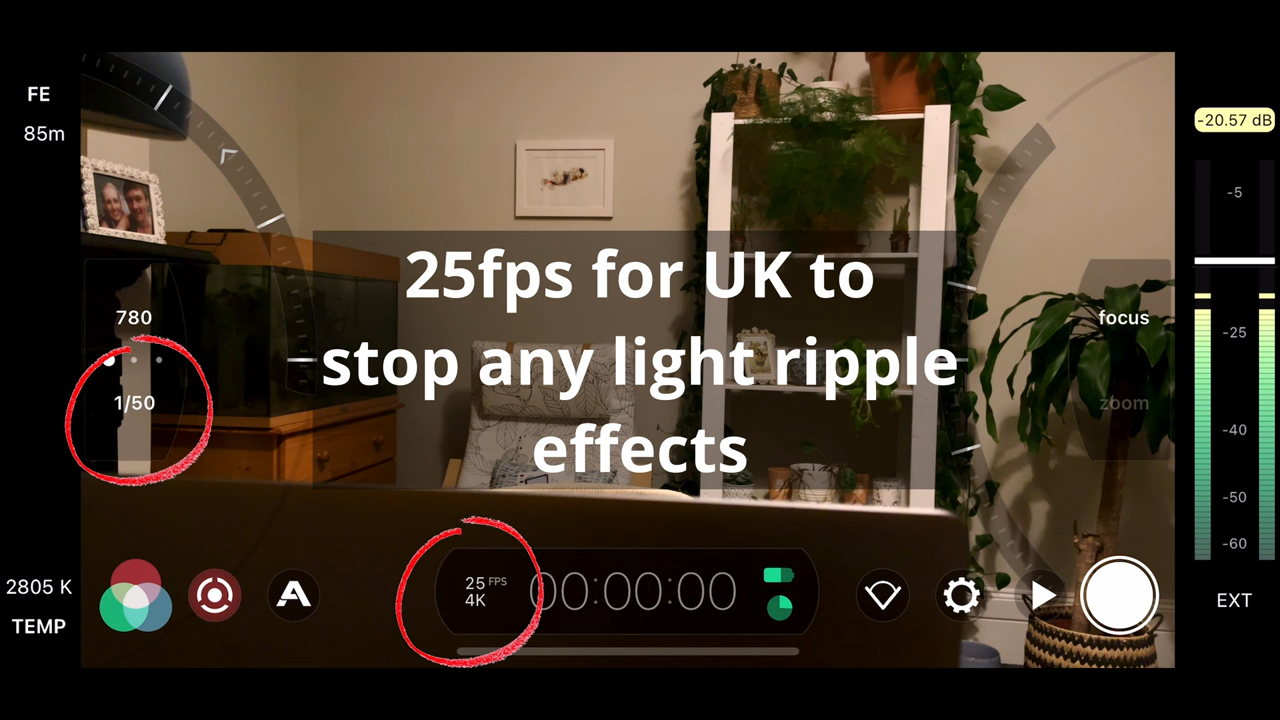 FE
85m
-20.57 dB
-5
25fps for UK to
stop any light ripple
effects
780
1/50
focus
zoom
-25
-40
-50
-60
25 FPS
4K
00:00:00
2805 K
TEMP
A
EXT